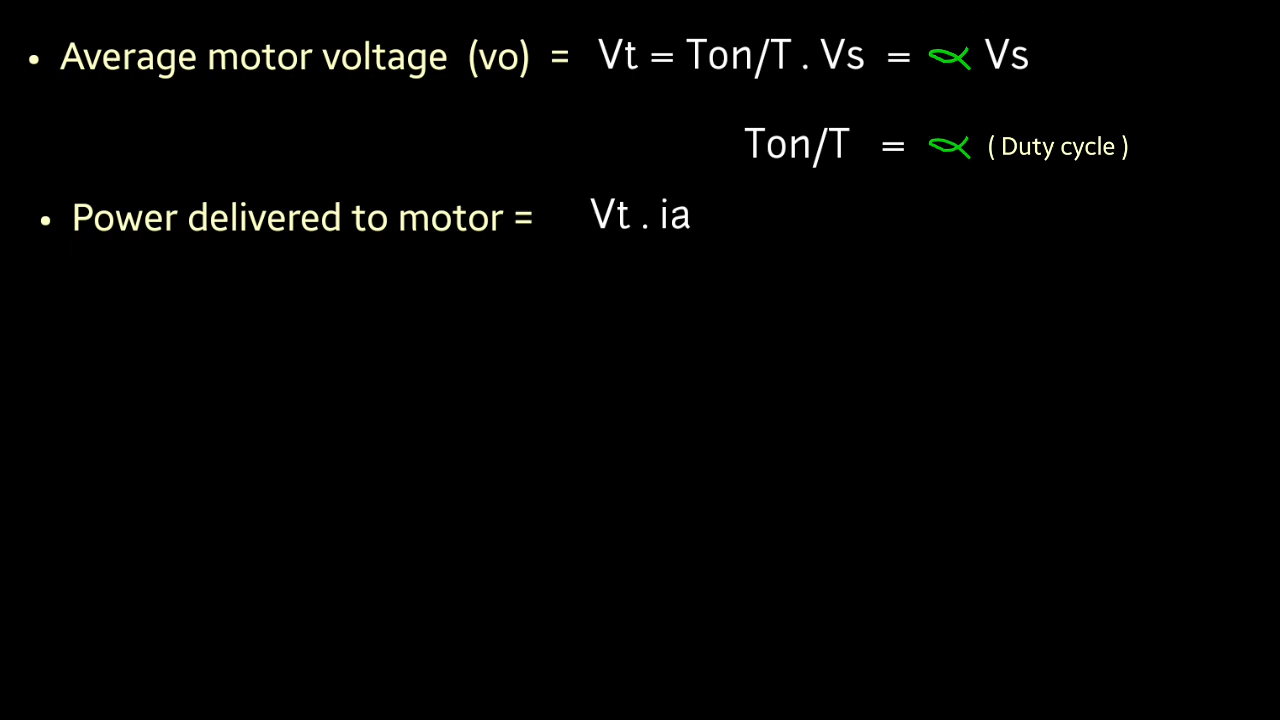 • Average motor voltage (vo) = Vt = Ton/T . Vs = ∝ Vs
Ton/T = ∝ ( Duty cycle )
• Power delivered to motor = Vt . ia